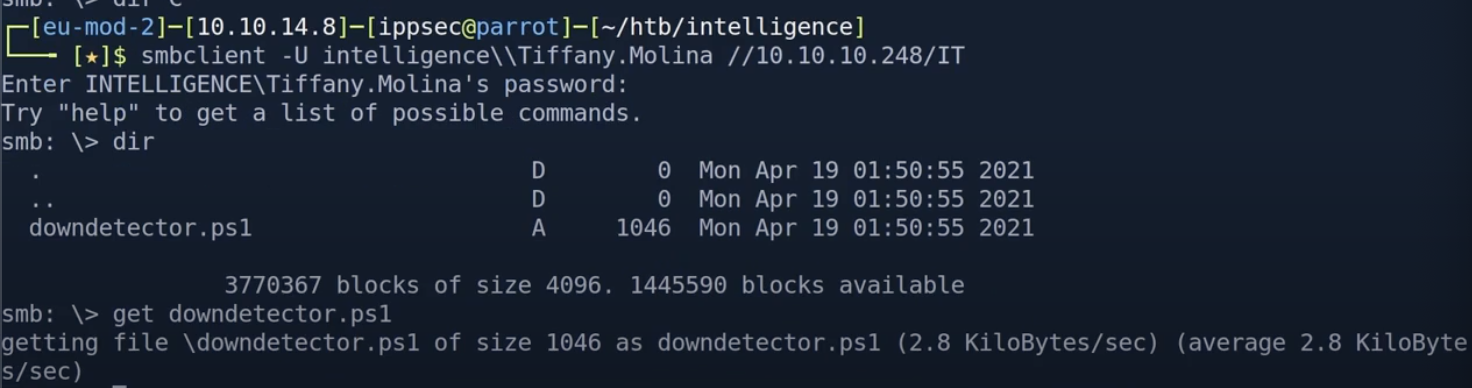 smb: \> dir c
┌─[eu-mod-2]─[10.10.14.8]─[ippsec@parrot]─[~/htb/intelligence]
└──╼ [★]$ smbclient -U intelligence\\Tiffany.Molina //10.10.10.248/IT
Enter INTELLIGENCE\Tiffany.Molina's password:
Try "help" to get a list of possible commands.
smb: \> dir
. D 0 Mon Apr 19 01:50:55 2021
.. D 0 Mon Apr 19 01:50:55 2021
downdetector.ps1 A 1046 Mon Apr 19 01:50:55 2021
3770367 blocks of size 4096. 1445590 blocks available
smb: \> get downdetector.ps1
getting file \downdetector.ps1 of size 1046 as downdetector.ps1 (2.8 KiloBytes/sec) (average 2.8 KiloByte
s/sec)